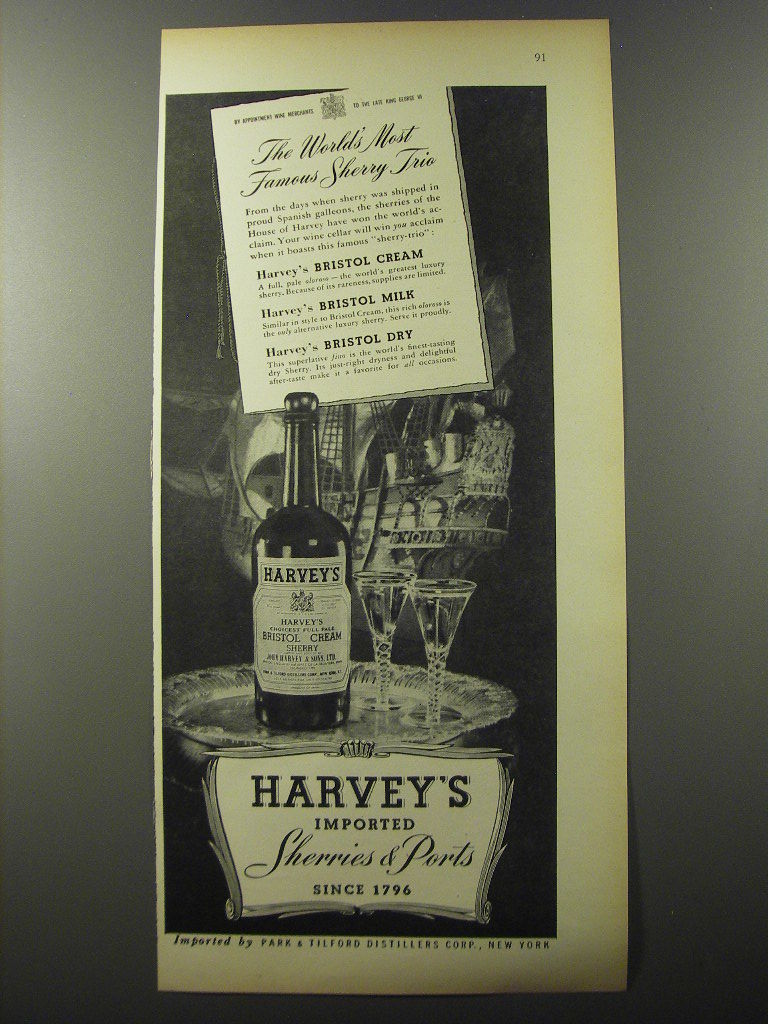 91
BY APPOINTMENT WINE MERCHANTS TO THE LATE KING GEORGE VI
The World's Most
Famous Sherry Trio
From the days when sherry was shipped in
proud Spanish galleons, the sherries of the
House of Harvey have won the world's ac-
claim. Your wine cellar will win you acclaim
when it boasts this famous "sherry-trio":
Harvey's BRISTOL CREAM
A full, pale oloroso — the world's greatest luxury
sherry. Because of its rareness, supplies are limited.
Harvey's BRISTOL MILK
Similar in style to Bristol Cream, this rich oloroso is
the only alternative luxury sherry. Serve it proudly.
Harvey's BRISTOL DRY
This superlative fino is the world's finest-tasting
dry Sherry. Its just-right dryness and delightful
after-taste make it a favorite for all occasions.
HARVEY'S
HARVEY'S
CHOICEST FULL PALE
BRISTOL CREAM
SHERRY
JOHN HARVEY & SONS, LTD.
PARK & TILFORD DISTILLERS CORP., NEW YORK, N.Y.
HARVEY'S
IMPORTED
Sherries & Ports
SINCE 1796
Imported by PARK & TILFORD DISTILLERS CORP., NEW YORK